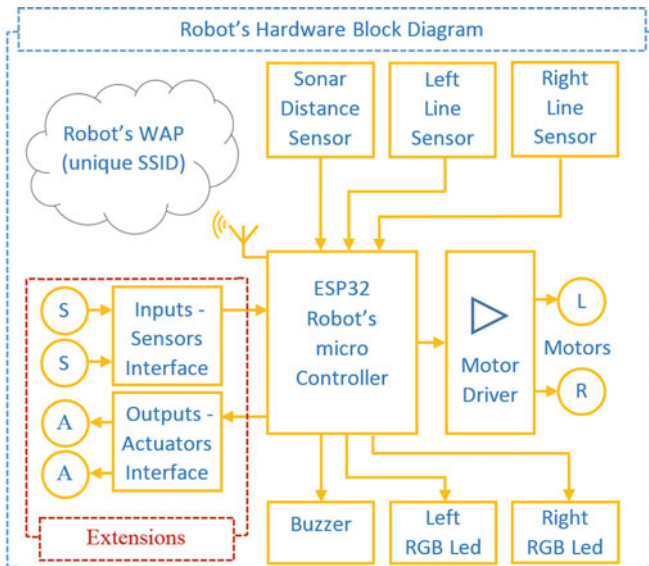 Robot's Hardware Block Diagram
Sonar
Distance
Sensor
Left
Line
Sensor
Right
Line
Sensor
Robot's WAP
(unique SSID)
S
S
Inputs -
Sensors
Interface
A
A
Outputs -
Actuators
Interface
Extensions
ESP32
Robot's
micro
Controller
Motor
Driver
L
Motors
R
Buzzer
Left
RGB Led
Right
RGB Led